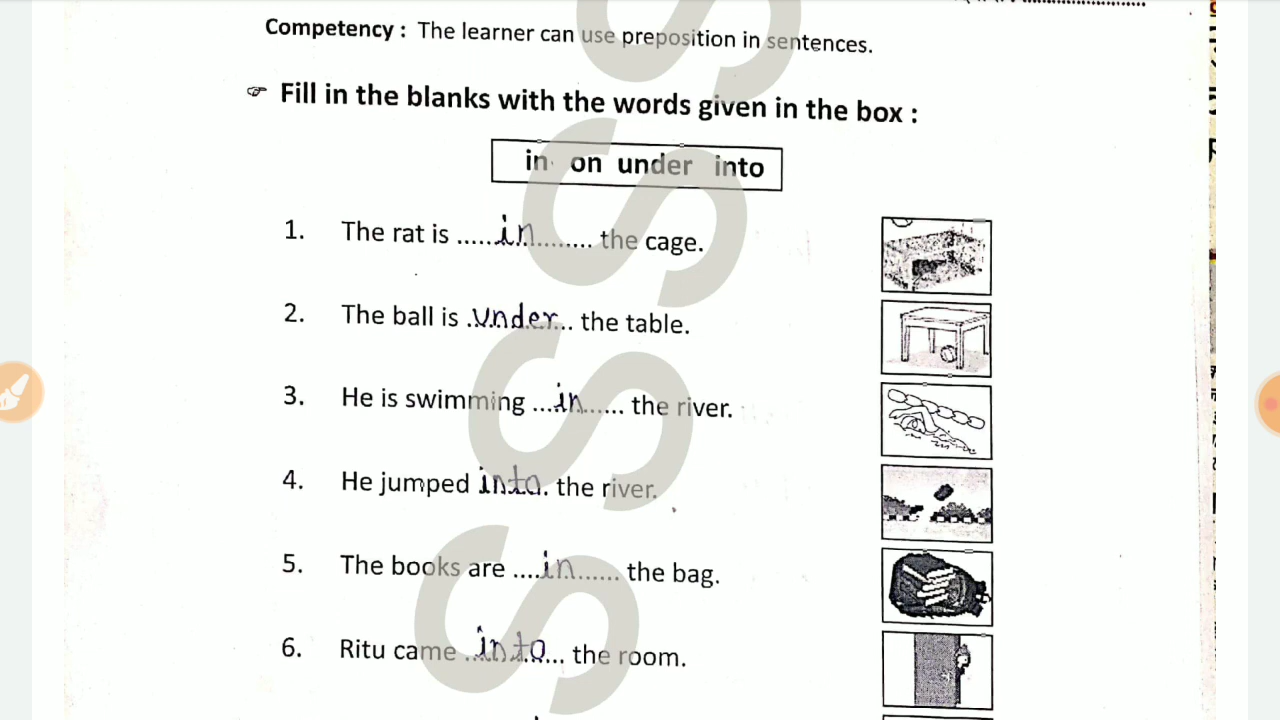 Competency : The learner can use preposition in sentences.
☞ Fill in the blanks with the words given in the box :
in on under into
1. The rat is ......in......... the cage.
2. The ball is .under... the table.
3. He is swimming ...in...... the river.
4. He jumped into. the river.
5. The books are ....in...... the bag.
6. Ritu came ..into... the room.
SSSS